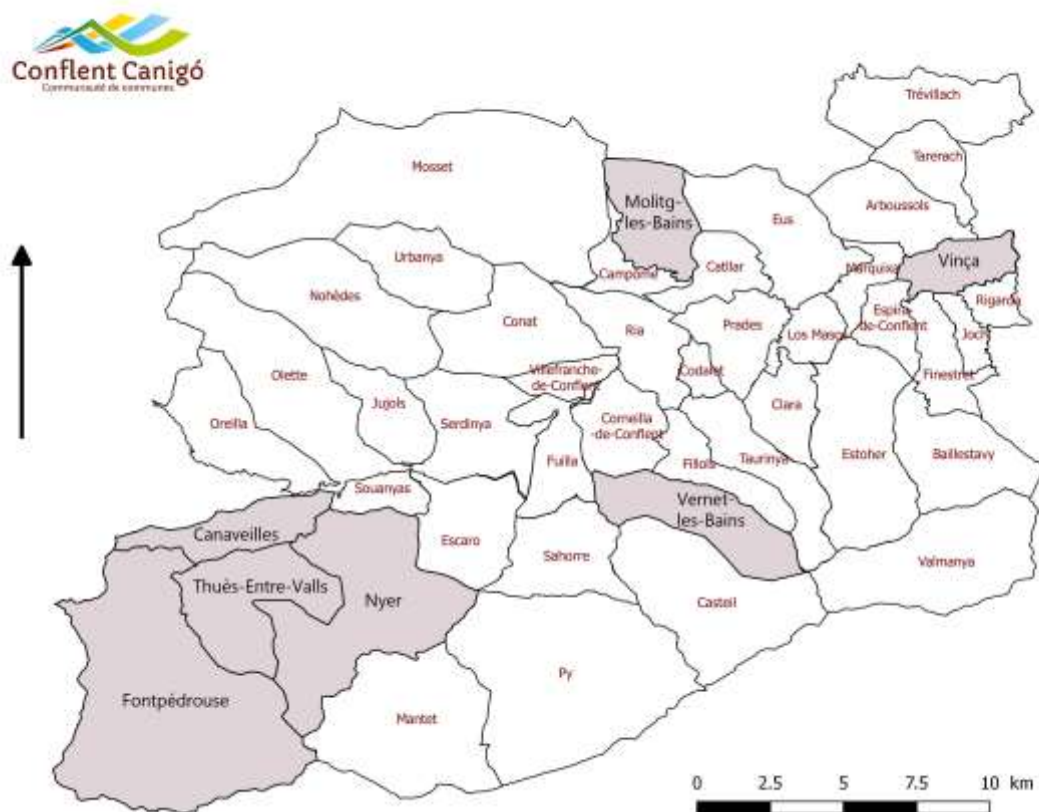 Conflent Canigó
Communauté de communes
Trévillach
Tarerach
Mosset
Molitg-
les-Bains
Arboussols
Eus
Urbanya
Vinça
Campôme
Catllar
Marquixa
Nohèdes
Rigarda
Espira-
de-Conflent
Conat
Ria
Prades
Los Masos
Joch
Villefranche-
de-Conflent
Codalet
Finestret
Olette
Jujols
Clara
Oreilla
Serdinya
Corneilla
-de-Conflent
Estoher
Baillestavy
Taurinya
Fuilla
Fillols
Souanyas
Vernet-
les-Bains
Canaveilles
Escaro
Sahorre
Valmanya
Thuès-Entre-Valls
Nyer
Casteil
Py
Fontpédrouse
Mantet
0 2.5 5 7.5 10 km